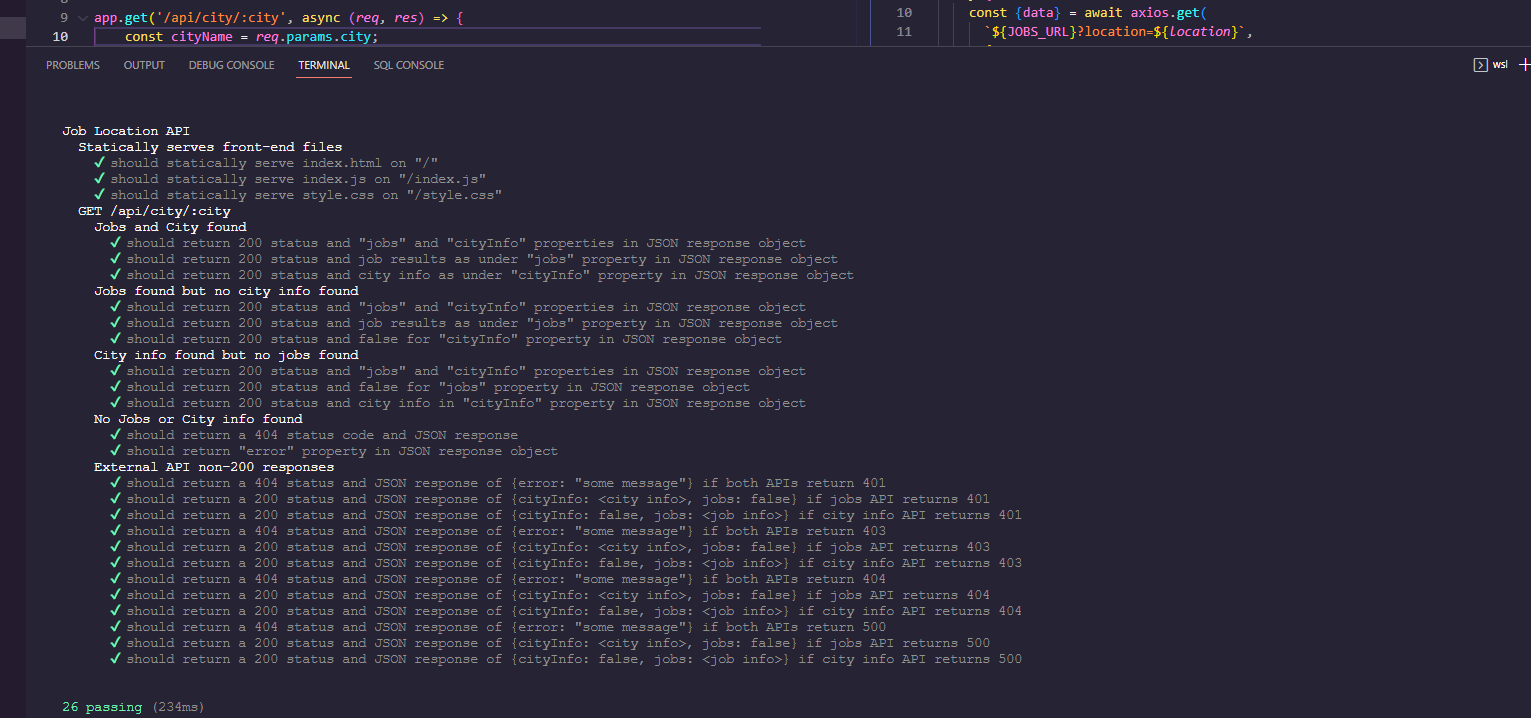 9 app.get('/api/city/:city', async (req, res) => {
10 const cityName = req.params.city;
10 const {data} = await axios.get(
11 `${JOBS_URL}?location=${location}`,
PROBLEMS OUTPUT DEBUG CONSOLE TERMINAL SQL CONSOLE wsl
Job Location API
Statically serves front-end files
✓ should statically serve index.html on "/"
✓ should statically serve index.js on "/index.js"
✓ should statically serve style.css on "/style.css"
GET /api/city/:city
Jobs and City found
✓ should return 200 status and "jobs" and "cityInfo" properties in JSON response object
✓ should return 200 status and job results as under "jobs" property in JSON response object
✓ should return 200 status and city info as under "cityInfo" property in JSON response object
Jobs found but no city info found
✓ should return 200 status and "jobs" and "cityInfo" properties in JSON response object
✓ should return 200 status and job results as under "jobs" property in JSON response object
✓ should return 200 status and false for "cityInfo" property in JSON response object
City info found but no jobs found
✓ should return 200 status and "jobs" and "cityInfo" properties in JSON response object
✓ should return 200 status and false for "jobs" property in JSON response object
✓ should return 200 status and city info in "cityInfo" property in JSON response object
No Jobs or City info found
✓ should return a 404 status code and JSON response
✓ should return "error" property in JSON response object
External API non-200 responses
✓ should return a 404 status and JSON response of {error: "some message"} if both APIs return 401
✓ should return a 200 status and JSON response of {cityInfo: <city info>, jobs: false} if jobs API returns 401
✓ should return a 200 status and JSON response of {cityInfo: false, jobs: <job info>} if city info API returns 401
✓ should return a 404 status and JSON response of {error: "some message"} if both APIs return 403
✓ should return a 200 status and JSON response of {cityInfo: <city info>, jobs: false} if jobs API returns 403
✓ should return a 200 status and JSON response of {cityInfo: false, jobs: <job info>} if city info API returns 403
✓ should return a 404 status and JSON response of {error: "some message"} if both APIs return 404
✓ should return a 200 status and JSON response of {cityInfo: <city info>, jobs: false} if jobs API returns 404
✓ should return a 200 status and JSON response of {cityInfo: false, jobs: <job info>} if city info API returns 404
✓ should return a 404 status and JSON response of {error: "some message"} if both APIs return 500
✓ should return a 200 status and JSON response of {cityInfo: <city info>, jobs: false} if jobs API returns 500
✓ should return a 200 status and JSON response of {cityInfo: false, jobs: <job info>} if city info API returns 500
26 passing (234ms)